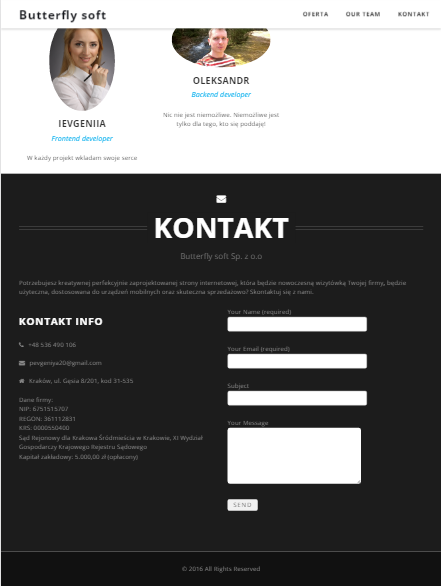 Butterfly soft
OFERTA OUR TEAM KONTAKT
IEVGENIIA
Frontend developer
W każdy projekt wkładam swoje serce
OLEKSANDR
Backend developer
Nic nie jest niemożliwe. Niemożliwe jest
tylko dla tego, kto się poddaje!
KONTAKT
Butterfly soft Sp. z o.o
Potrzebujesz kreatywnej perfekcyjnie zaprojektowanej strony internetowej, która będzie nowoczesną wizytówką Twojej firmy, będzie
użyteczna, dostosowana do urządzeń mobilnych oraz skuteczna sprzedażowo? Skontaktuj się z nami.
KONTAKT INFO
+48 536 490 106
pevgeniya20@gmail.com
Kraków, ul. Gęsia 8/201, kod 31-535
Dane firmy:
NIP: 6751515707
REGON: 361112831
KRS: 0000550400
Sąd Rejonowy dla Krakowa Śródmieścia w Krakowie, XI Wydział
Gospodarczy Krajowego Rejestru Sądowego
Kapitał zakładowy: 5.000,00 zł (opłacony)
Your Name (required)
Your Email (required)
Subject
Your Message
SEND
© 2016 All Rights Reserved